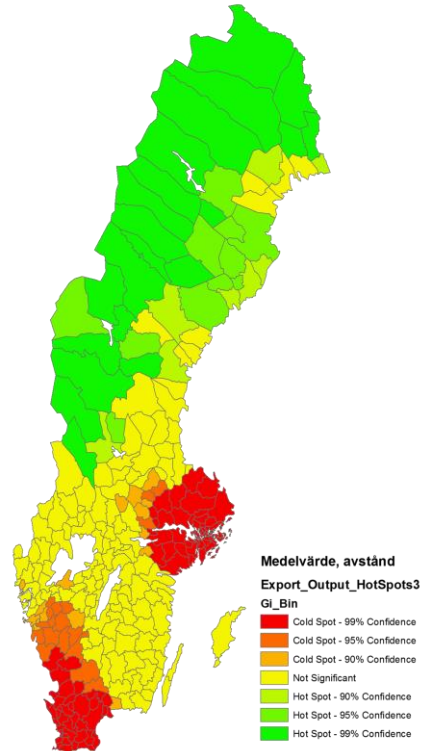 Medelvärde, avstånd
Export_Output_HotSpots3
Gi_Bin
Cold Spot - 99% Confidence
Cold Spot - 95% Confidence
Cold Spot - 90% Confidence
Not Significant
Hot Spot - 90% Confidence
Hot Spot - 95% Confidence
Hot Spot - 99% Confidence